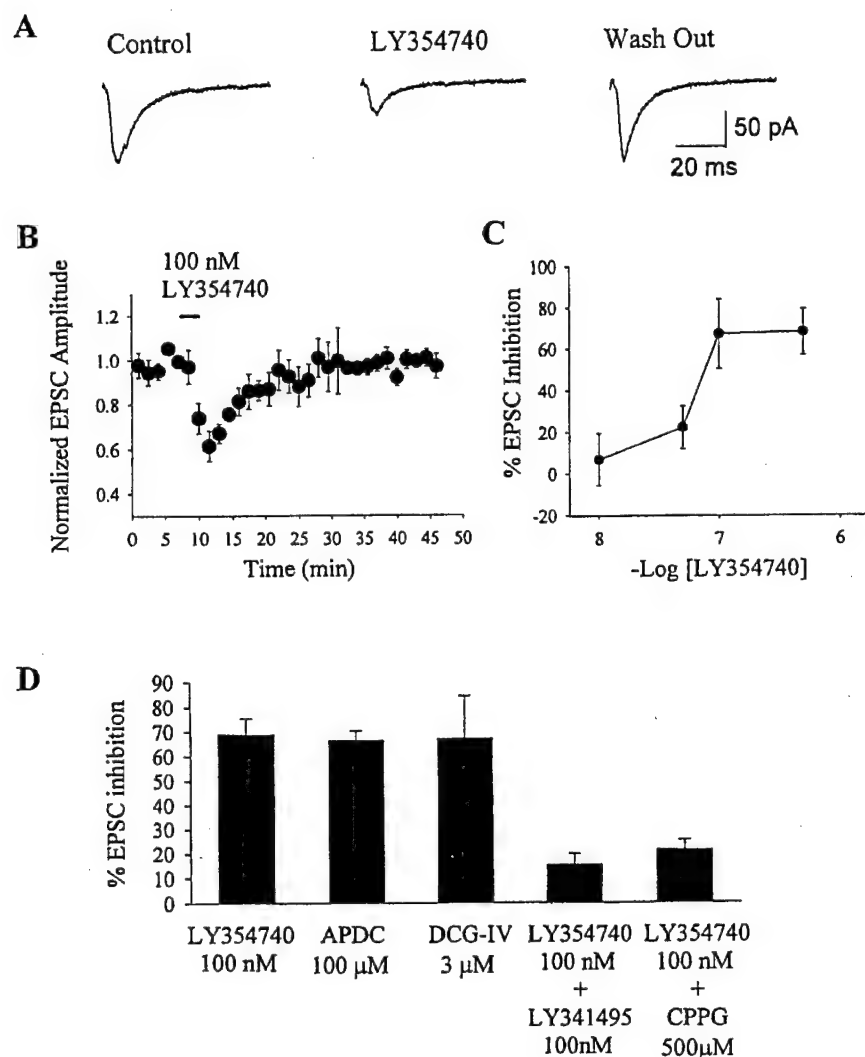 A
Control
LY354740
Wash Out
50 pA
20 ms
B
100 nM
LY354740
Normalized EPSC Amplitude
1.2
1.0
0.8
0.6
0.4
0 5 10 15 20 25 30 35 40 45 50
Time (min)
C
% EPSC Inhibition
100
80
60
40
20
0
-20
8 7 6
-Log [LY354740]
D
% EPSC inhibition
90
80
70
60
50
40
30
20
10
0
LY354740
100 nM
APDC
100 μM
DCG-IV
3 μM
LY354740
100 nM
+
LY341495
100nM
LY354740
100 nM
+
CPPG
500μM